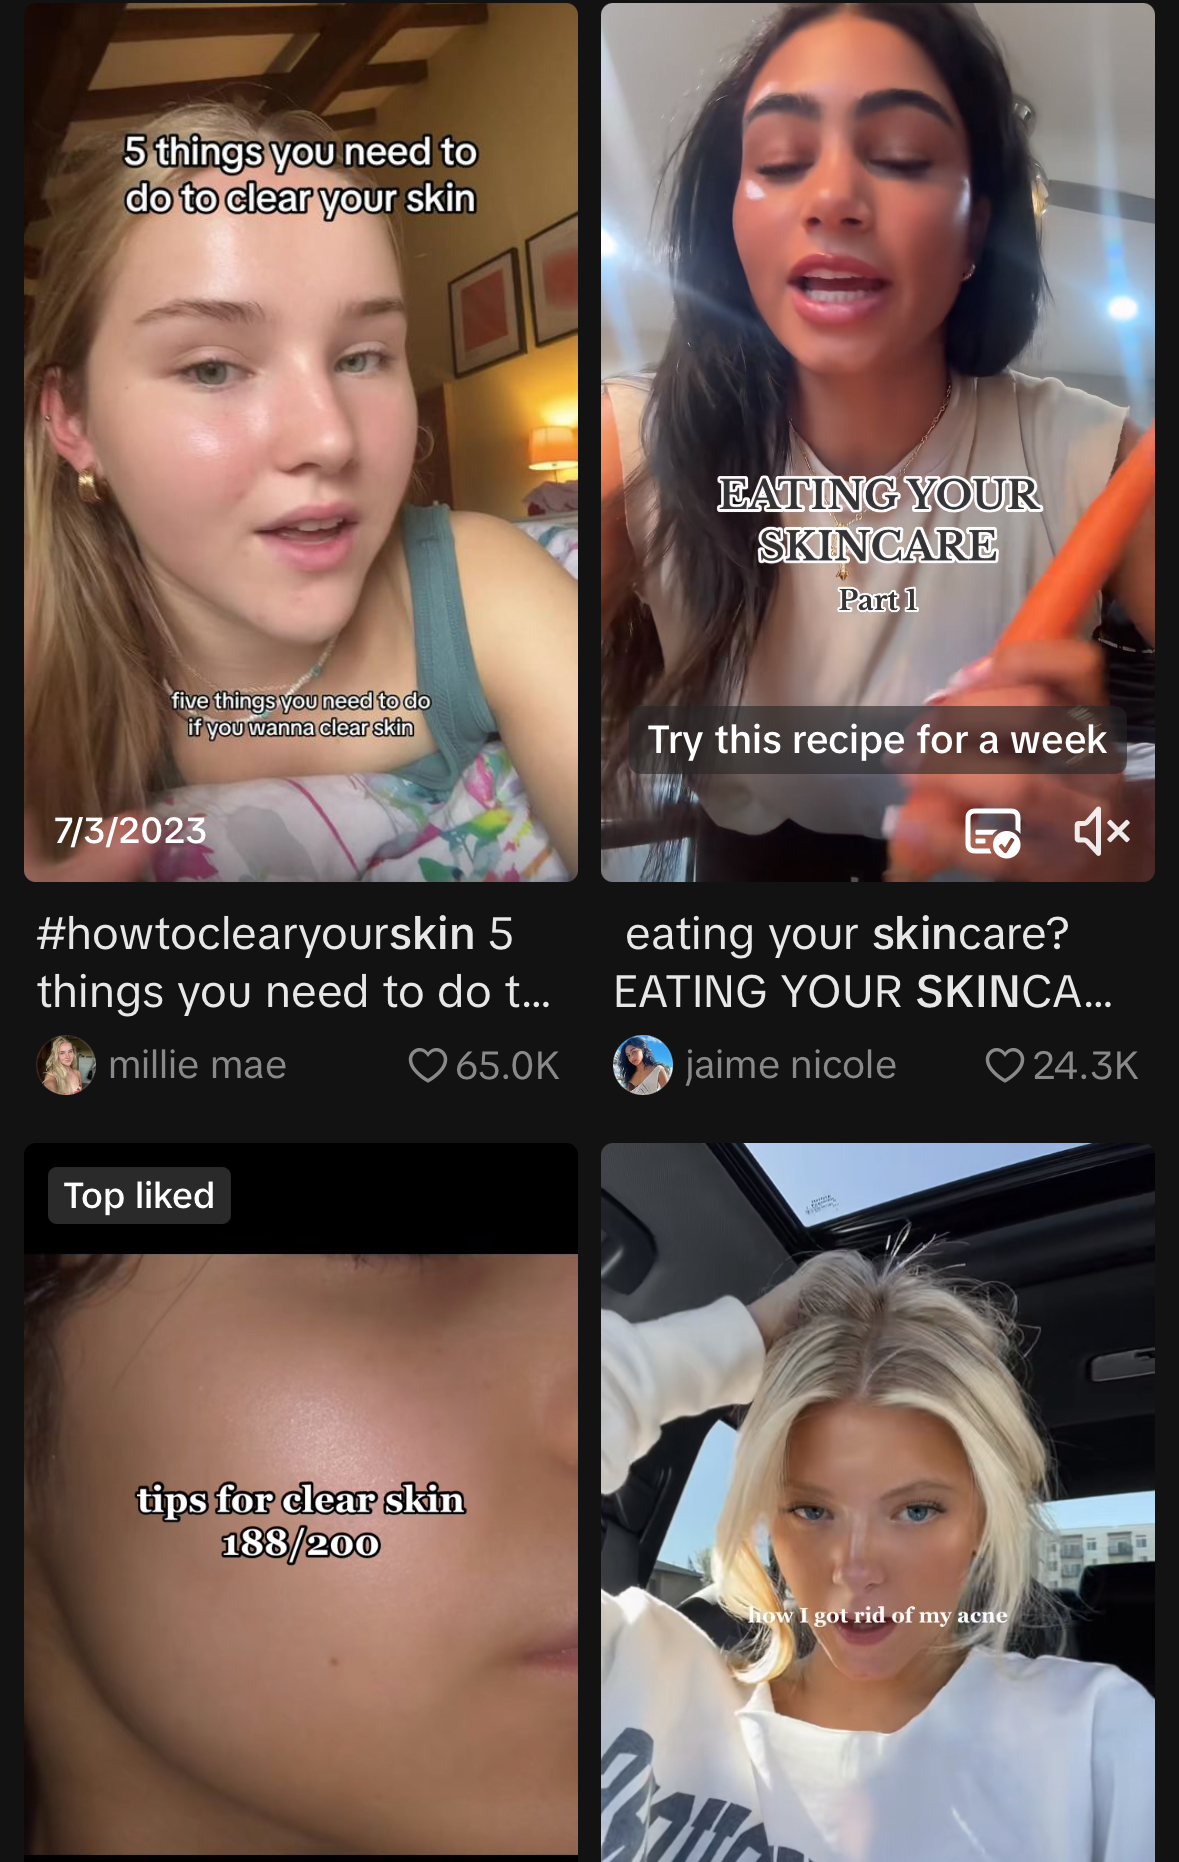 5 things you need to
do to clear your skin
five things you need to do
if you wanna clear skin
7/3/2023
#howtoclearyourskin 5
things you need to do t...
millie mae
65.0K
EATING YOUR
SKINCARE
Part 1
Try this recipe for a week
eating your skincare?
EATING YOUR SKINCA...
jaime nicole
24.3K
Top liked
tips for clear skin
188/200
how I got rid of my acne